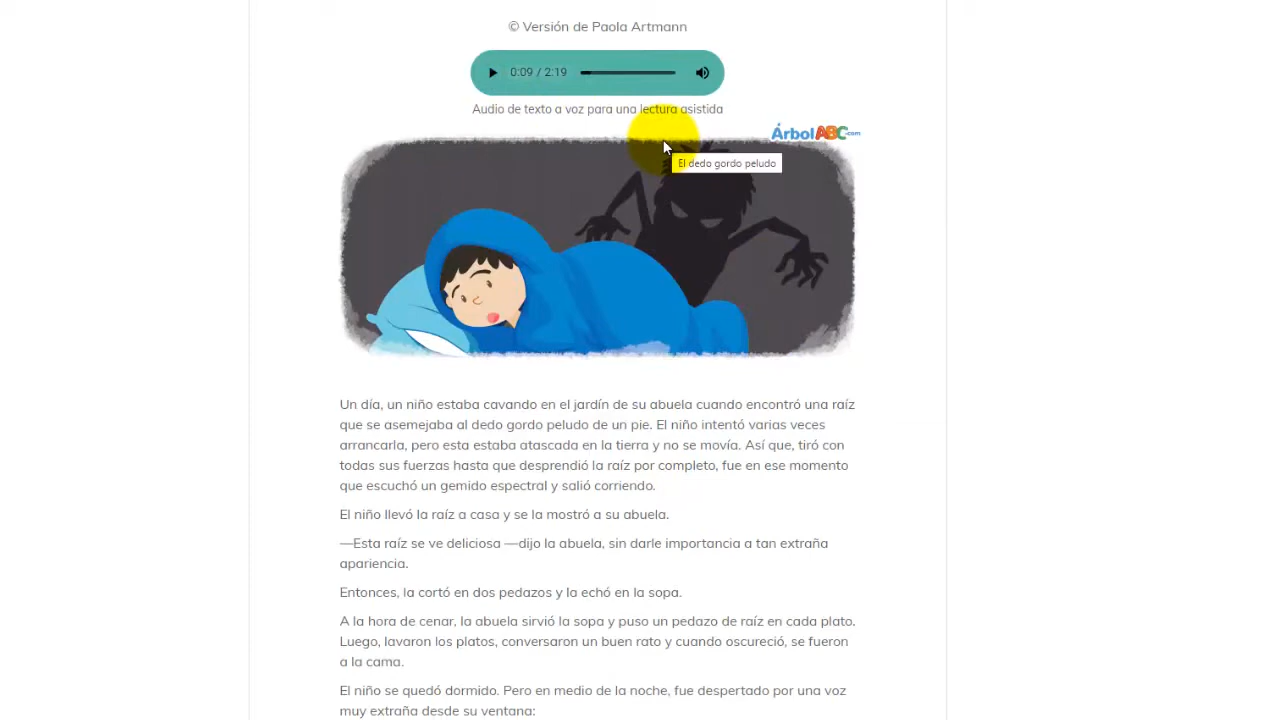 © Versión de Paola Artmann
0:09 / 2:19
Audio de texto a voz para una lectura asistida
ÁrbolABC.com
El dedo gordo peludo
Un día, un niño estaba cavando en el jardín de su abuela cuando encontró una raíz
que se asemejaba al dedo gordo peludo de un pie. El niño intentó varias veces
arrancarla, pero esta estaba atascada en la tierra y no se movía. Así que, tiró con
todas sus fuerzas hasta que desprendió la raíz por completo, fue en ese momento
que escuchó un gemido espectral y salió corriendo.
El niño llevó la raíz a casa y se la mostró a su abuela.
—Esta raíz se ve deliciosa —dijo la abuela, sin darle importancia a tan extraña
apariencia.
Entonces, la cortó en dos pedazos y la echó en la sopa.
A la hora de cenar, la abuela sirvió la sopa y puso un pedazo de raíz en cada plato.
Luego, lavaron los platos, conversaron un buen rato y cuando oscureció, se fueron
a la cama.
El niño se quedó dormido. Pero en medio de la noche, fue despertado por una voz
muy extraña desde su ventana: